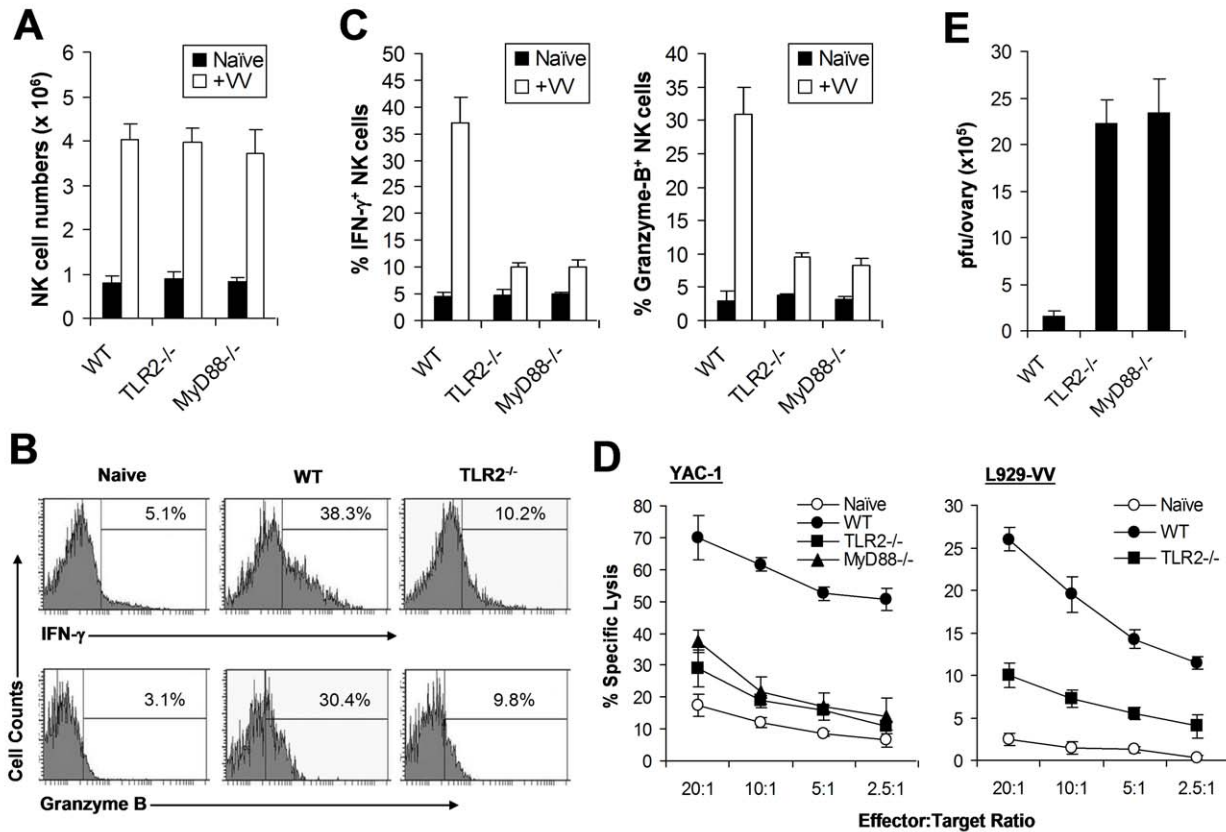 A
NK cell numbers (x 10⁶)
6
5
4
3
2
1
0
Naïve
+VV
WT
TLR2-/-
MyD88-/-
C
% IFN-γ⁺ NK cells
50
45
40
35
30
25
20
15
10
5
0
Naïve
+VV
WT
TLR2-/-
MyD88-/-
% Granzyme-B⁺ NK cells
40
35
30
25
20
15
10
5
0
Naïve
+VV
WT
TLR2-/-
MyD88-/-
E
pfu/ovary (x10⁵)
30
25
20
15
10
5
0
WT
TLR2-/-
MyD88-/-
B
Naive
WT
TLR2⁻/⁻
5.1%
38.3%
10.2%
IFN-γ
3.1%
30.4%
9.8%
Cell Counts
Granzyme B
D
YAC-1
Naïve
WT
TLR2-/-
MyD88-/-
% Specific Lysis
80
70
60
50
40
30
20
10
0
20:1
10:1
5:1
2.5:1
L929-VV
Naïve
WT
TLR2-/-
30
25
20
15
10
5
0
20:1
10:1
5:1
2.5:1
Effector:Target Ratio